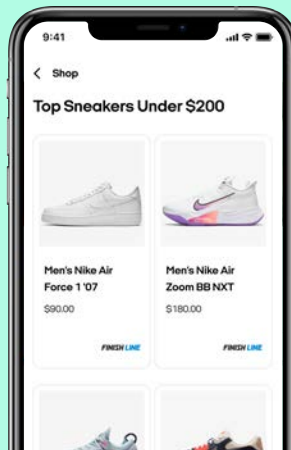 9:41
Shop
Top Sneakers Under $200
Men's Nike Air
Force 1 '07
$90.00
FINISH LINE
Men's Nike Air
Zoom BB NXT
$180.00
FINISH LINE